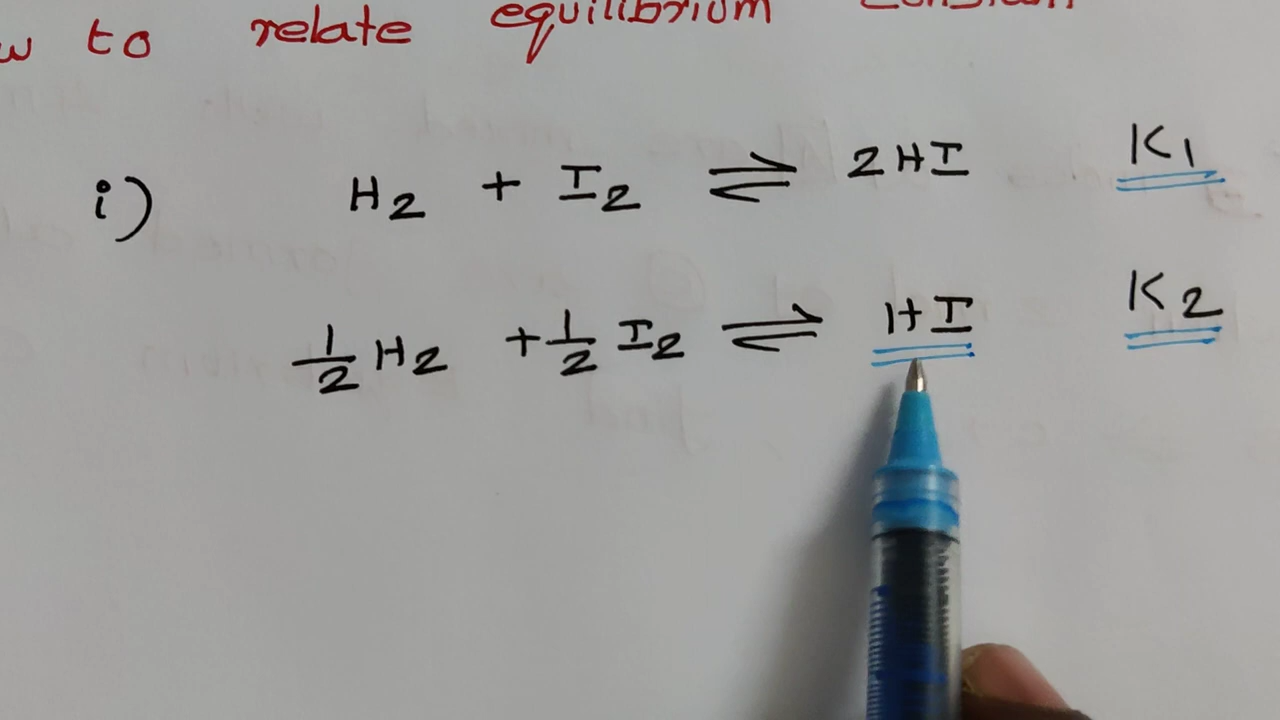 to relate equilibrium
i) H₂ + I₂ ⇌ 2HI K₁
½ H₂ + ½ I₂ ⇌ HI K₂